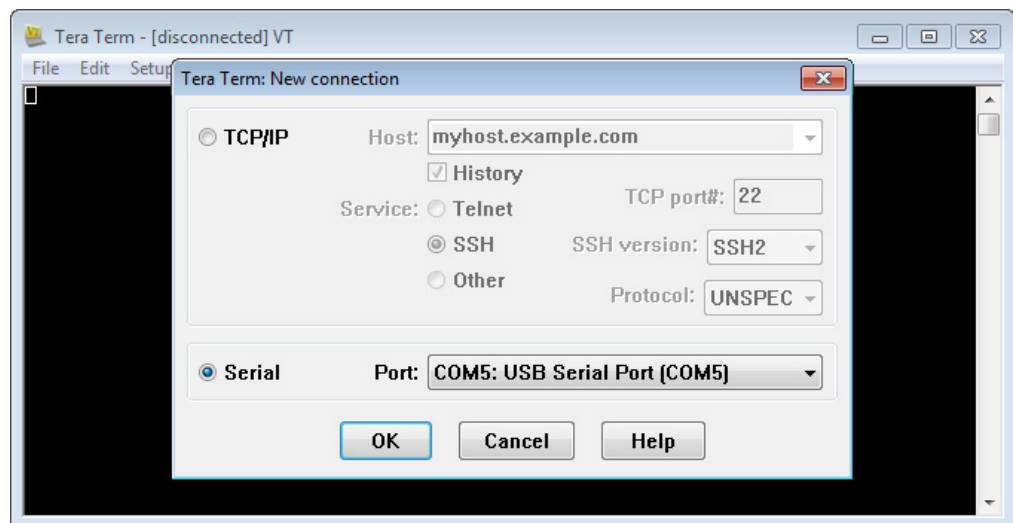 Tera Term - [disconnected] VT
File Edit Setup
Tera Term: New connection
TCP/IP Host: myhost.example.com
History
Service: Telnet TCP port#: 22
SSH SSH version: SSH2
Other Protocol: UNSPEC
Serial Port: COM5: USB Serial Port (COM5)
OK Cancel Help